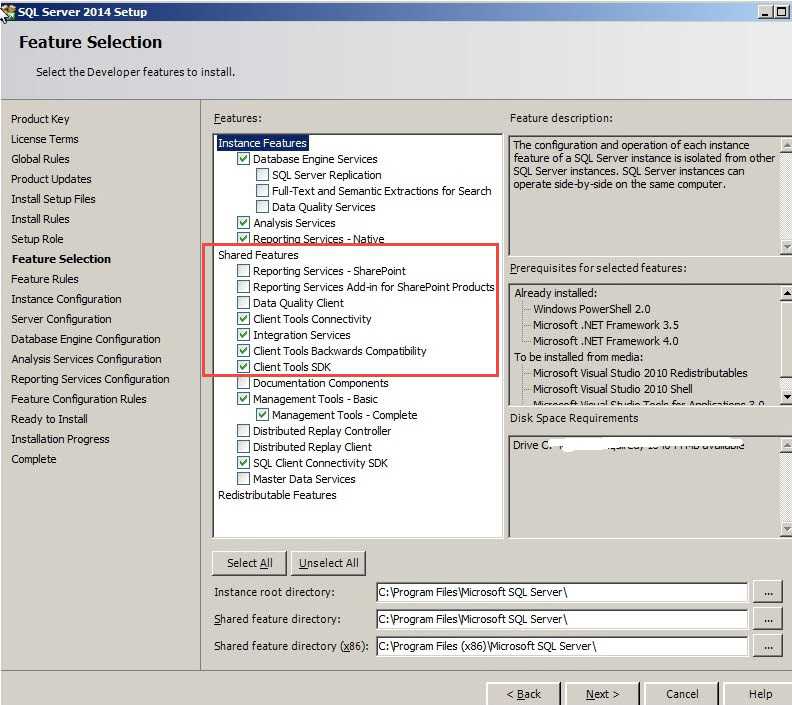 SQL Server 2014 Setup
Feature Selection
Select the Developer features to install.
Product Key
License Terms
Global Rules
Product Updates
Install Setup Files
Install Rules
Setup Role
Feature Selection
Feature Rules
Instance Configuration
Server Configuration
Database Engine Configuration
Analysis Services Configuration
Reporting Services Configuration
Feature Configuration Rules
Ready to Install
Installation Progress
Complete
Features:
Instance Features
Database Engine Services
SQL Server Replication
Full-Text and Semantic Extractions for Search
Data Quality Services
Analysis Services
Reporting Services - Native
Shared Features
Reporting Services - SharePoint
Reporting Services Add-in for SharePoint Products
Data Quality Client
Client Tools Connectivity
Integration Services
Client Tools Backwards Compatibility
Client Tools SDK
Documentation Components
Management Tools - Basic
Management Tools - Complete
Distributed Replay Controller
Distributed Replay Client
SQL Client Connectivity SDK
Master Data Services
Redistributable Features
Feature description:
The configuration and operation of each instance
feature of a SQL Server instance is isolated from other
SQL Server instances. SQL Server instances can
operate side-by-side on the same computer.
Prerequisites for selected features:
Already installed:
Windows PowerShell 2.0
Microsoft .NET Framework 3.5
Microsoft .NET Framework 4.0
To be installed from media:
Microsoft Visual Studio 2010 Redistributables
Microsoft Visual Studio 2010 Shell
Microsoft Visual Studio Tools for Applications 3.0
Disk Space Requirements
Drive C: available
Select All
Unselect All
Instance root directory:
C:\Program Files\Microsoft SQL Server\
...
Shared feature directory:
C:\Program Files\Microsoft SQL Server\
...
Shared feature directory (x86):
C:\Program Files (x86)\Microsoft SQL Server\
...
< Back
Next >
Cancel
Help